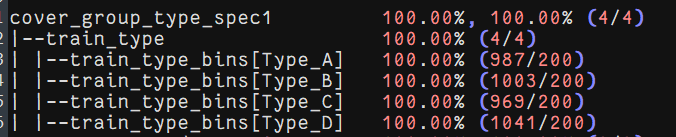 cover_group_type_spec1 100.00%, 100.00% (4/4)
|--train_type 100.00% (4/4)
| |--train_type_bins[Type_A] 100.00% (987/200)
| |--train_type_bins[Type_B] 100.00% (1003/200)
| |--train_type_bins[Type_C] 100.00% (969/200)
| |--train_type_bins[Type_D] 100.00% (1041/200)